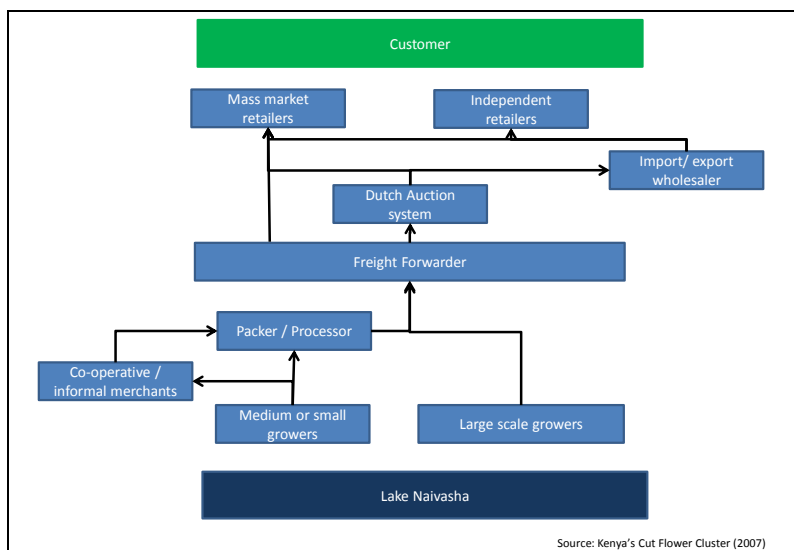 Customer
Mass market
retailers
Independent
retailers
Import/ export
wholesaler
Dutch Auction
system
Freight Forwarder
Packer / Processor
Co-operative /
informal merchants
Medium or small
growers
Large scale growers
Lake Naivasha
Source: Kenya's Cut Flower Cluster (2007)